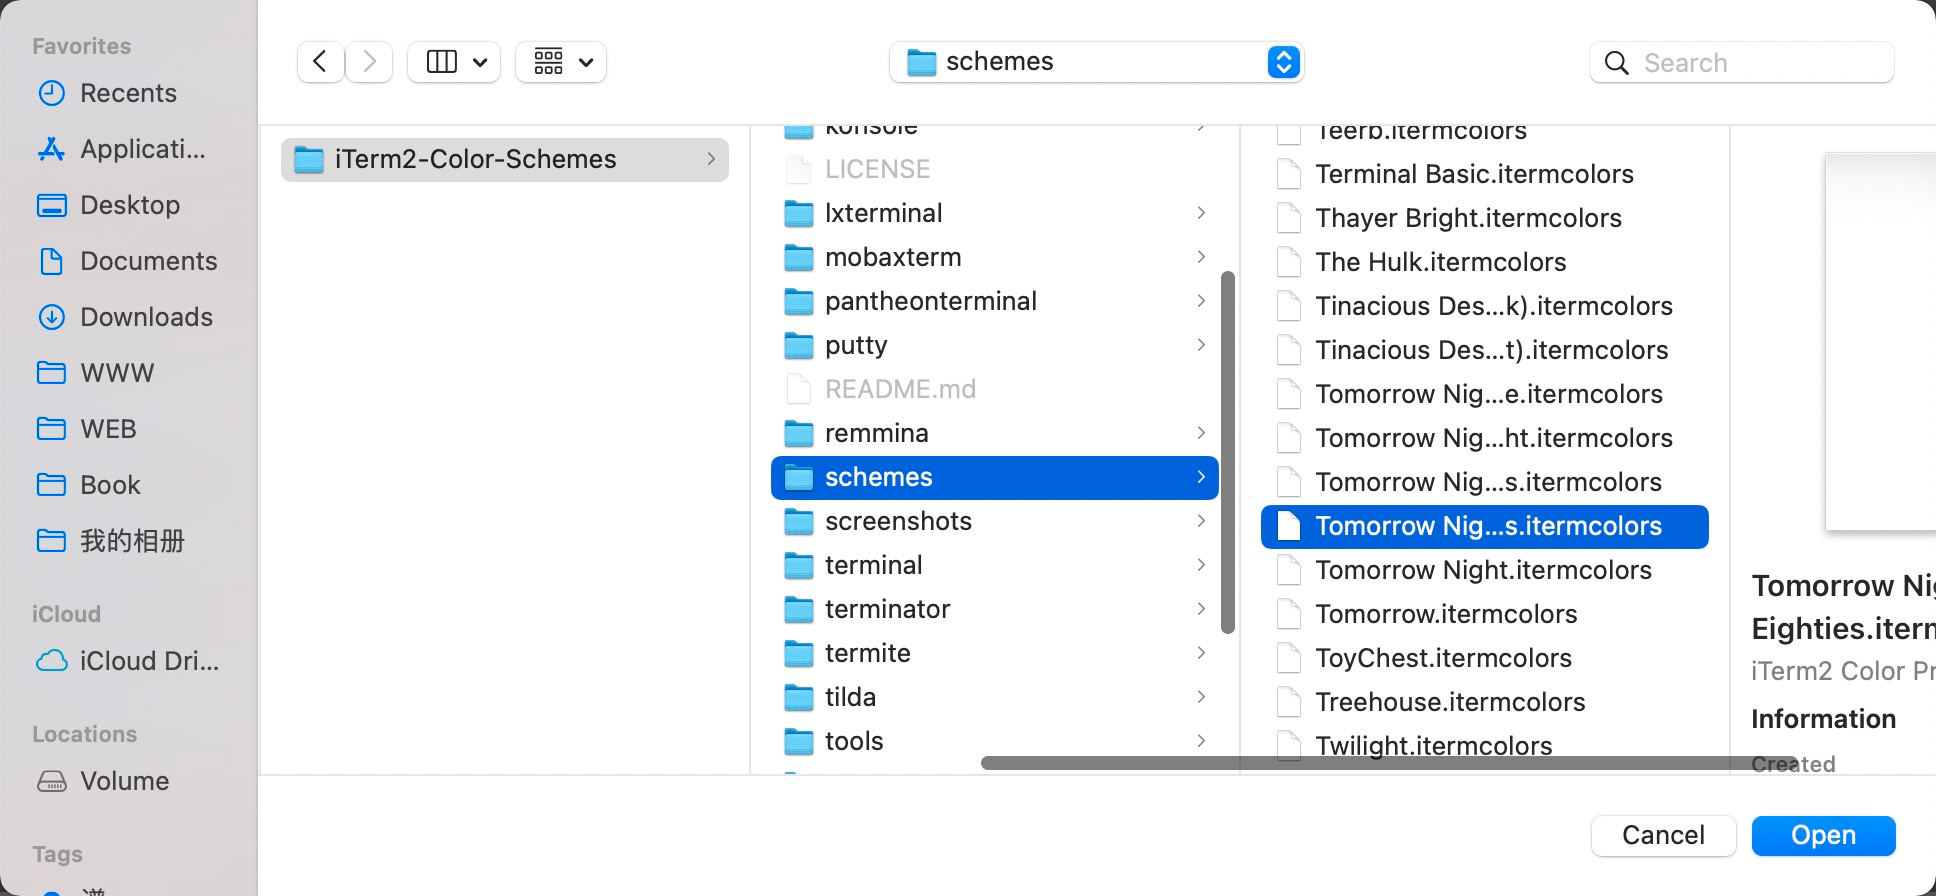 Favorites
Recents
Applicati...
Desktop
Documents
Downloads
WWW
WEB
Book
我的相册
iCloud
iCloud Dri...
Locations
Volume
Tags
schemes
Search
iTerm2-Color-Schemes
konsole
LICENSE
lxterminal
mobaxterm
pantheonterminal
putty
README.md
remmina
schemes
screenshots
terminal
terminator
termite
tilda
tools
Teerb.itermcolors
Terminal Basic.itermcolors
Thayer Bright.itermcolors
The Hulk.itermcolors
Tinacious Des...k).itermcolors
Tinacious Des...t).itermcolors
Tomorrow Nig...e.itermcolors
Tomorrow Nig...ht.itermcolors
Tomorrow Nig...s.itermcolors
Tomorrow Nig...s.itermcolors
Tomorrow Night.itermcolors
Tomorrow.itermcolors
ToyChest.itermcolors
Treehouse.itermcolors
Twilight.itermcolors
Tomorrow Nig
Eighties.iterm
iTerm2 Color Pr
Information
Created
Cancel
Open